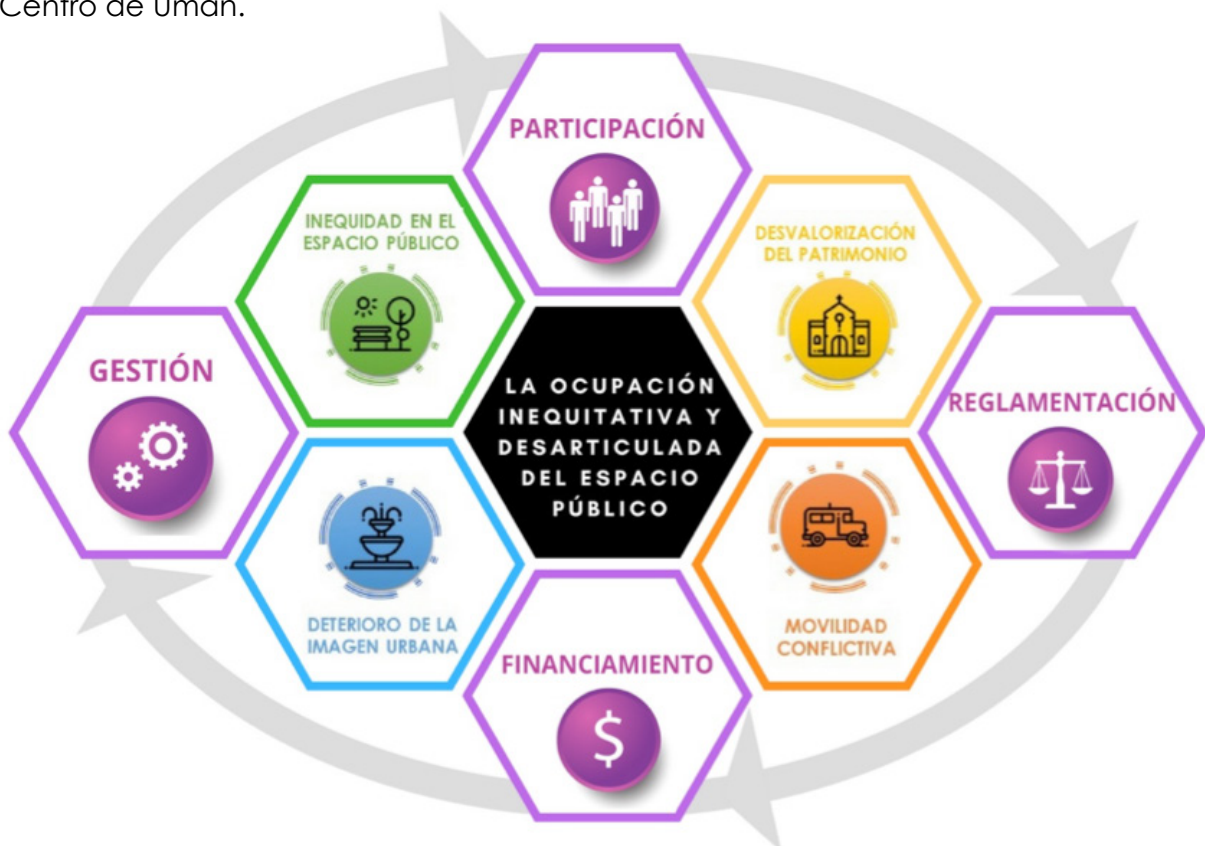 Centro de Umán.
PARTICIPACIÓN
INEQUIDAD EN EL
ESPACIO PÚBLICO
DESVALORIZACIÓN
DEL PATRIMONIO
GESTIÓN
LA OCUPACIÓN
INEQUITATIVA Y
DESARTICULADA
DEL ESPACIO
PÚBLICO
REGLAMENTACIÓN
DETERIORO DE LA
IMAGEN URBANA
MOVILIDAD
CONFLICTIVA
FINANCIAMIENTO
$